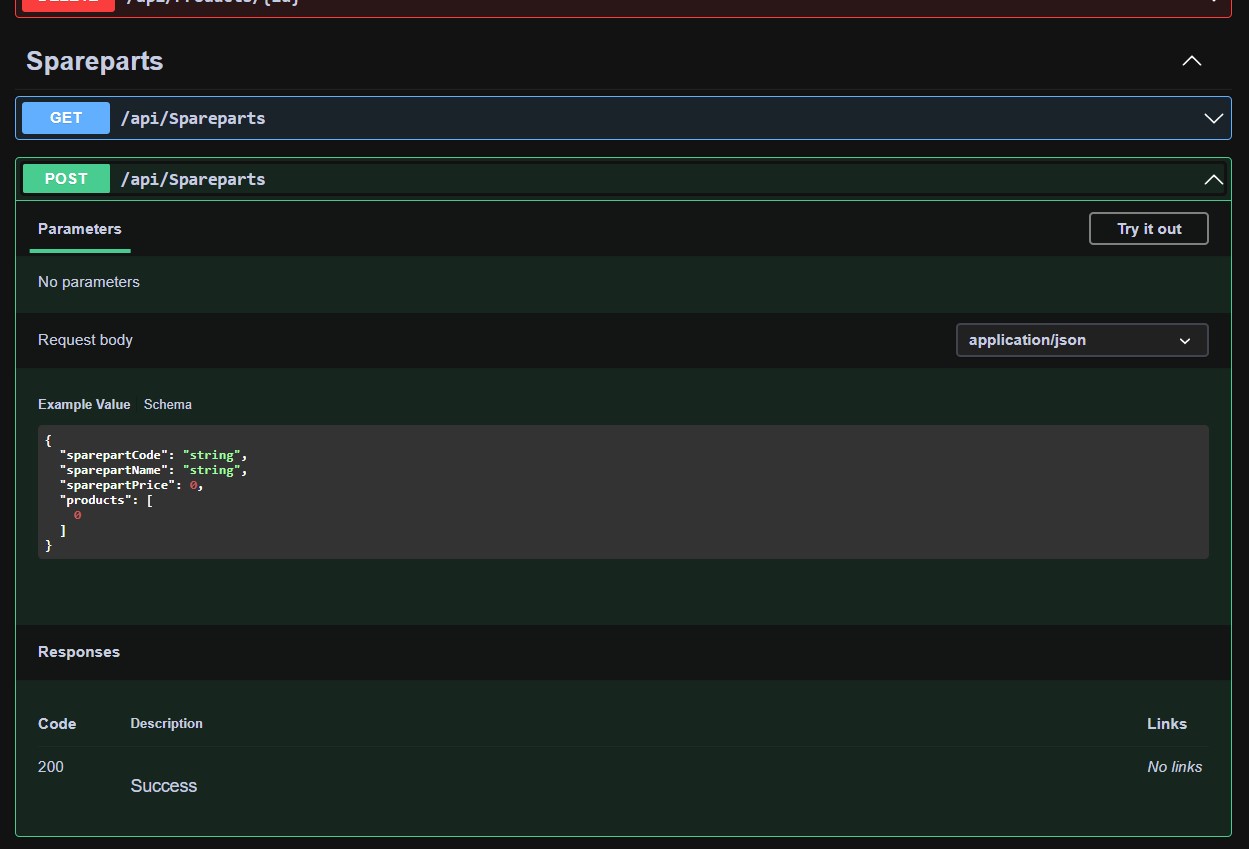 DELETE /api/Products/{id}
Spareparts
GET /api/Spareparts
POST /api/Spareparts
Parameters
Try it out
No parameters
Request body
application/json
Example Value Schema
{
  "sparepartCode": "string",
  "sparepartName": "string",
  "sparepartPrice": 0,
  "products": [
    0
  ]
}
Responses
Code Description Links
200 No links
Success